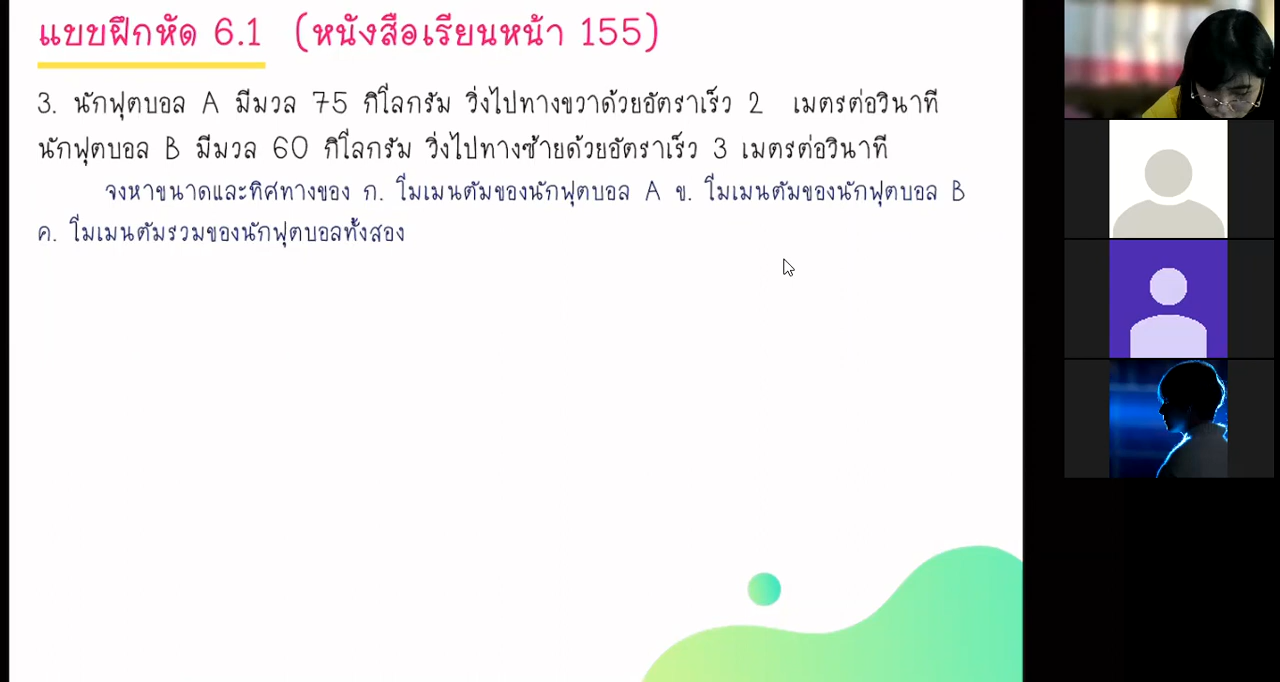 แบบฝึกหัด 6.1 (หนังสือเรียนหน้า 155)
3. นักฟุตบอล A มีมวล 75 กิโลกรัม วิ่งไปทางขวาด้วยอัตราเร็ว 2 เมตรต่อวินาที
นักฟุตบอล B มีมวล 60 กิโลกรัม วิ่งไปทางซ้ายด้วยอัตราเร็ว 3 เมตรต่อวินาที
จงหาขนาดและทิศทางของ ก. โมเมนตัมของนักฟุตบอล A ข. โมเมนตัมของนักฟุตบอล B
ค. โมเมนตัมรวมของนักฟุตบอลทั้งสอง